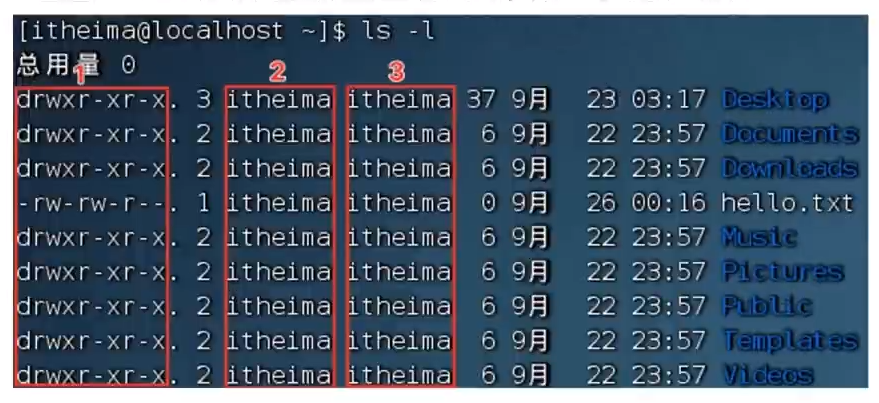 [itheima@localhost ~]$ ls -l
总用量 0
1 2 3
drwxr-xr-x. 3 itheima itheima 37 9月 23 03:17 Desktop
drwxr-xr-x. 2 itheima itheima 6 9月 22 23:57 Documents
drwxr-xr-x. 2 itheima itheima 6 9月 22 23:57 Downloads
-rw-rw-r--. 1 itheima itheima 0 9月 26 00:16 hello.txt
drwxr-xr-x. 2 itheima itheima 6 9月 22 23:57 Music
drwxr-xr-x. 2 itheima itheima 6 9月 22 23:57 Pictures
drwxr-xr-x. 2 itheima itheima 6 9月 22 23:57 Public
drwxr-xr-x. 2 itheima itheima 6 9月 22 23:57 Templates
drwxr-xr-x. 2 itheima itheima 6 9月 22 23:57 Videos